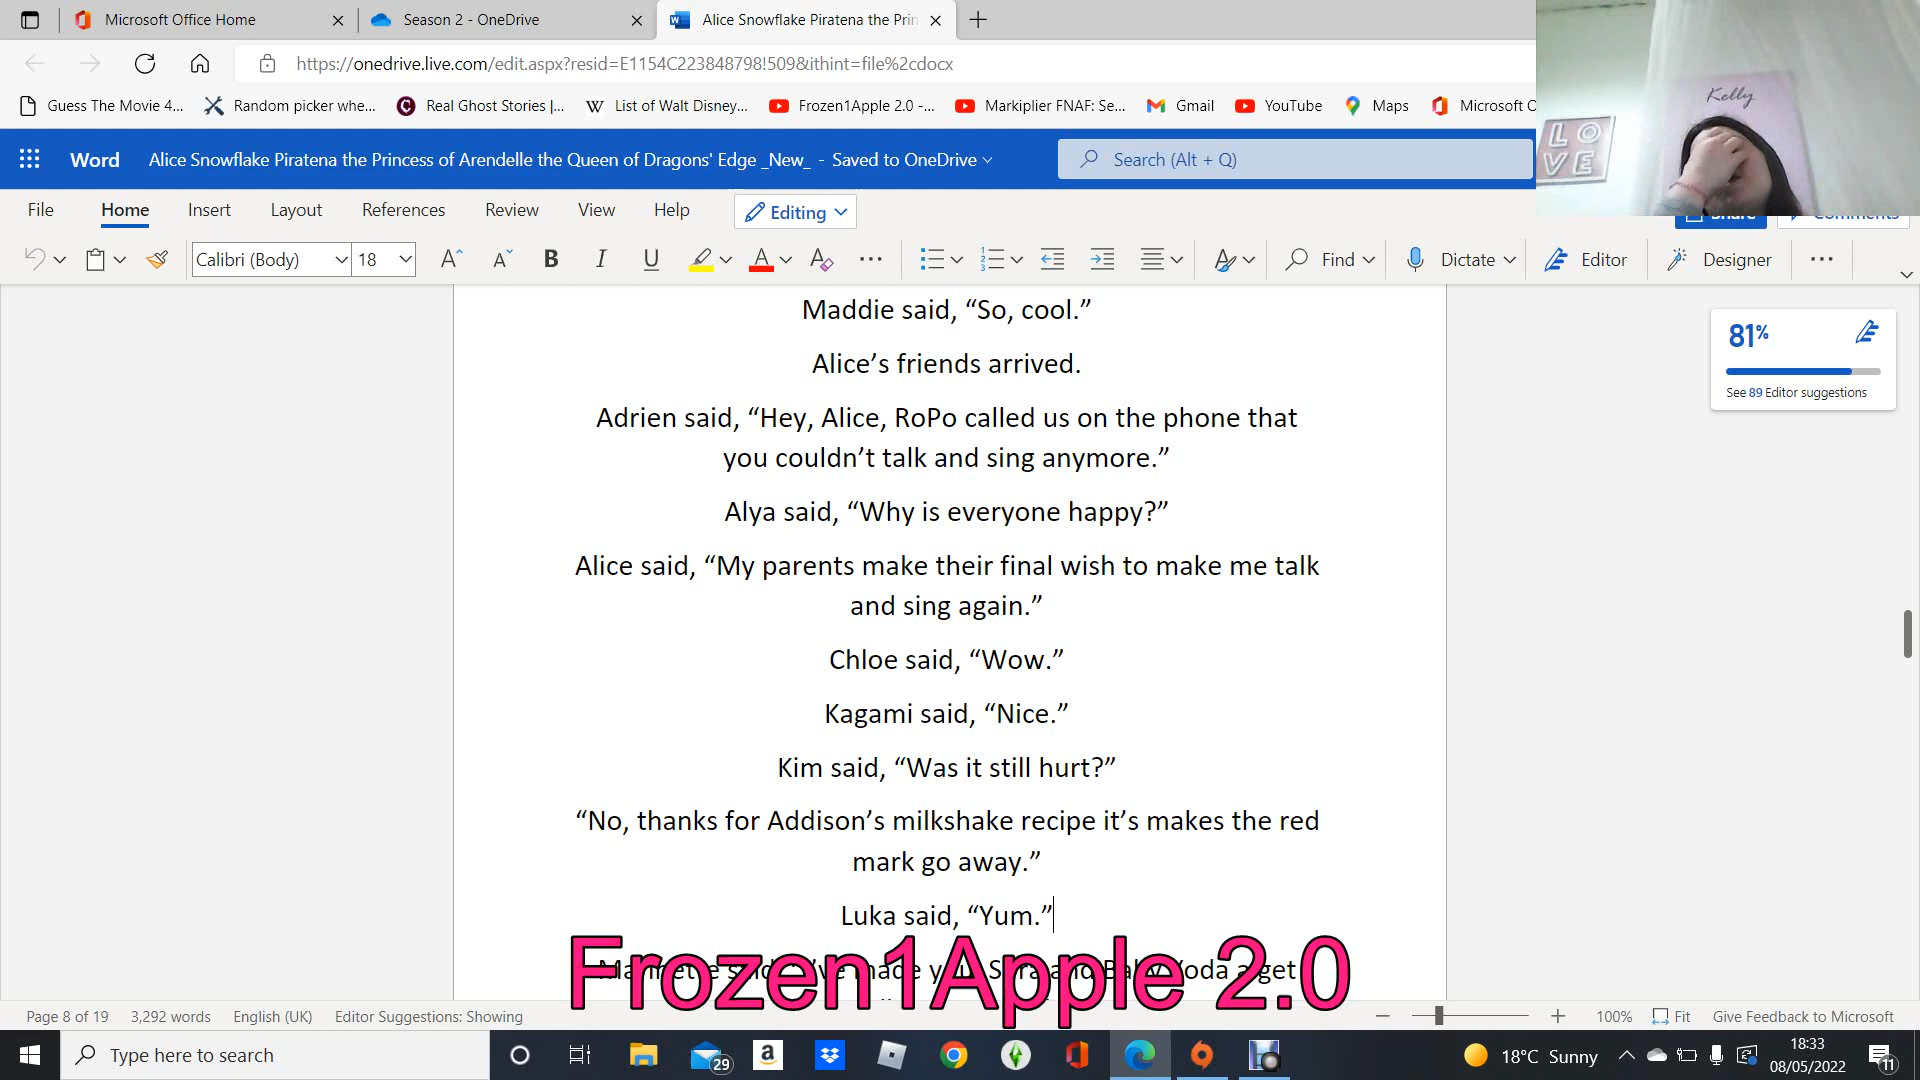 Microsoft Office Home
Season 2 - OneDrive
Alice Snowflake Piratena the Prin
https://onedrive.live.com/edit.aspx?resid=E1154C223848798!509&ithint=file%2cdocx
Guess The Movie 4...
Random picker whe...
Real Ghost Stories |...
List of Walt Disney...
Frozen1Apple 2.0 -...
Markiplier FNAF: Se...
Gmail
YouTube
Maps
Microsoft O
Kelly
LOVE
Word
Alice Snowflake Piratena the Princess of Arendelle the Queen of Dragons' Edge _New_ - Saved to OneDrive
Search (Alt + Q)
File
Home
Insert
Layout
References
Review
View
Help
Editing
Share
Comments
Calibri (Body)
18
Find
Dictate
Editor
Designer
Maddie said, “So, cool.”
Alice’s friends arrived.
Adrien said, “Hey, Alice, RoPo called us on the phone that
you couldn’t talk and sing anymore.”
Alya said, “Why is everyone happy?”
Alice said, “My parents make their final wish to make me talk
and sing again.”
Chloe said, “Wow.”
Kagami said, “Nice.”
Kim said, “Was it still hurt?”
“No, thanks for Addison’s milkshake recipe it’s makes the red
mark go away.”
Luka said, “Yum.”
81%
See 89 Editor suggestions
Frozen1Apple 2.0
Page 8 of 19
3,292 words
English (UK)
Editor Suggestions: Showing
100%
Fit
Give Feedback to Microsoft
Type here to search
29
18°C Sunny
18:33
08/05/2022
11